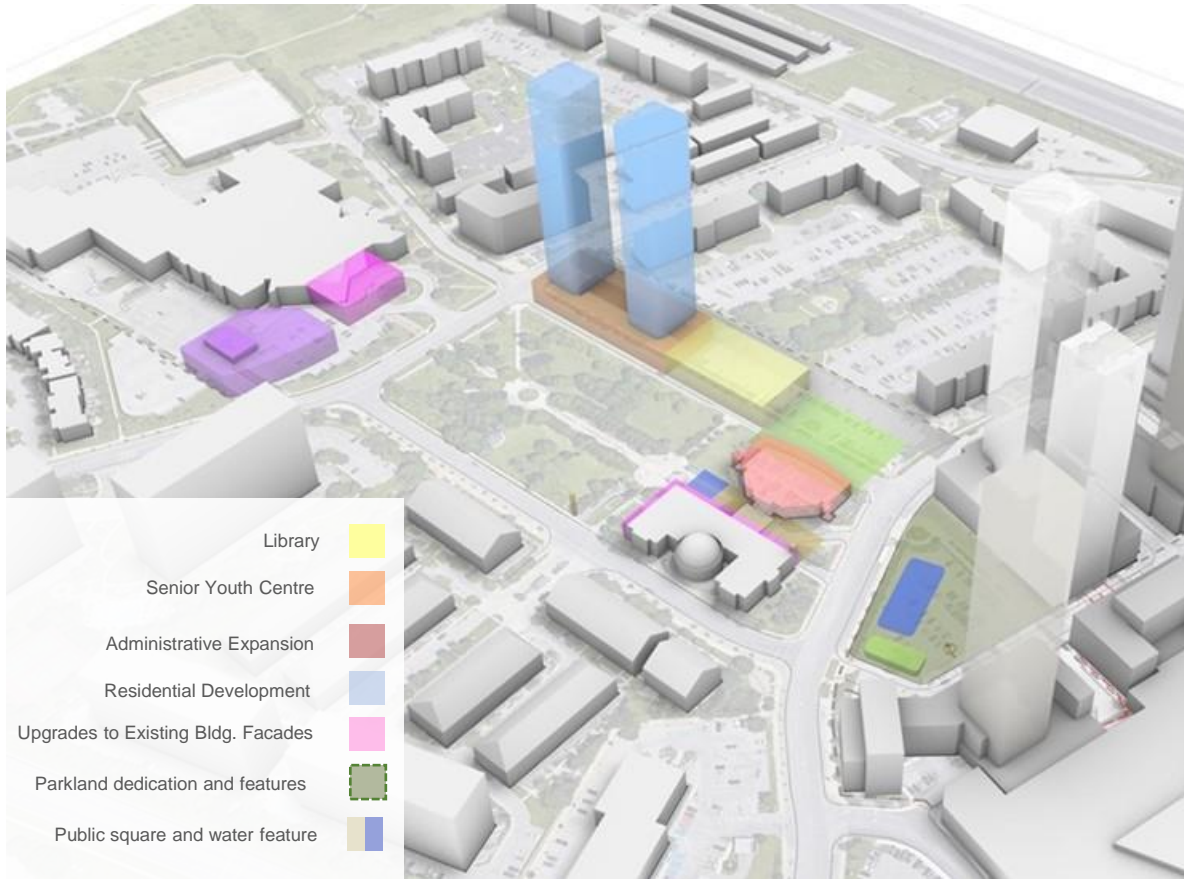 Library
Senior Youth Centre
Administrative Expansion
Residential Development
Upgrades to Existing Bldg. Facades
Parkland dedication and features
Public square and water feature